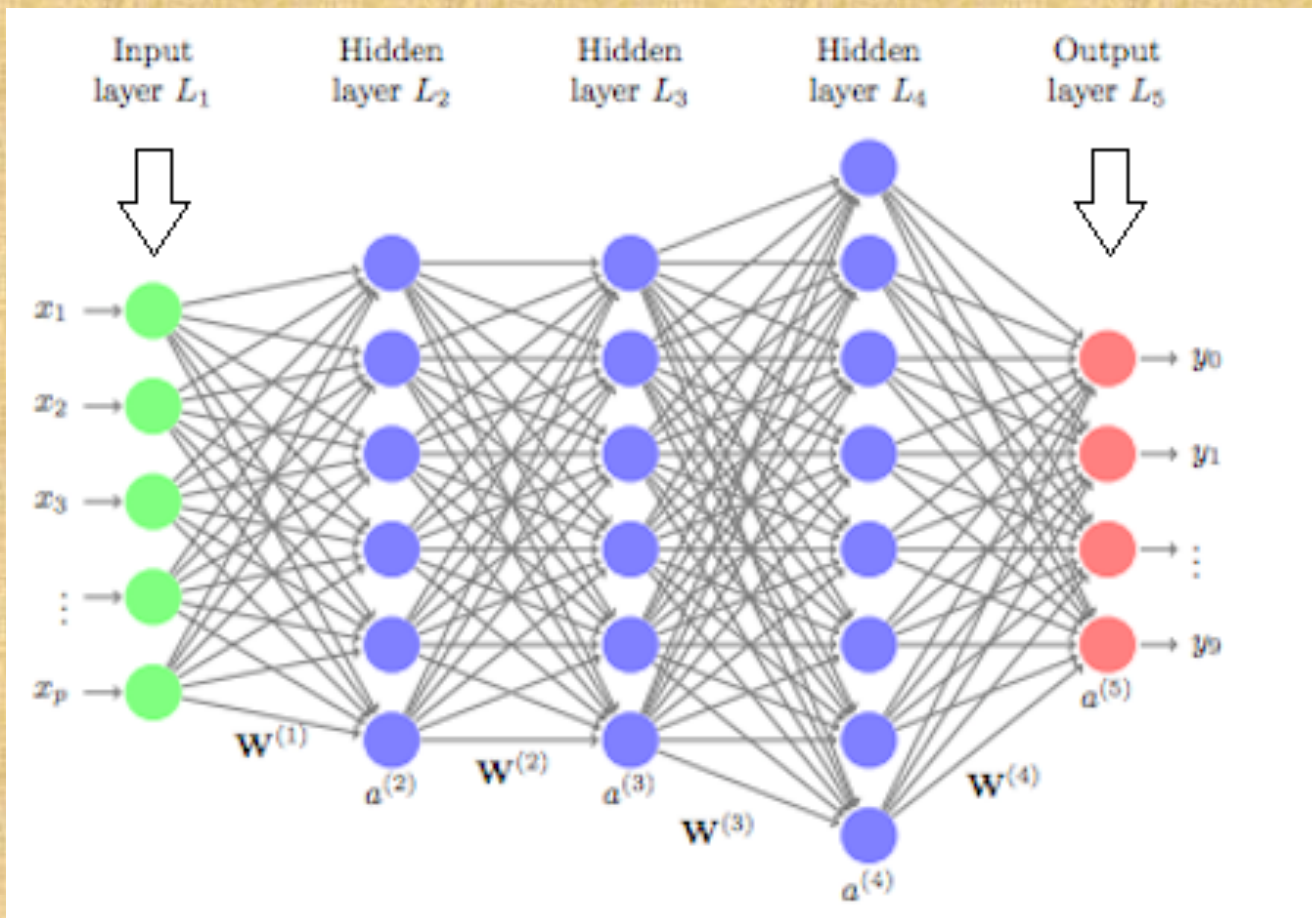 Input
layer L₁
Hidden
layer L₂
Hidden
layer L₃
Hidden
layer L₄
Output
layer L₅
x₁
x₂
x₃
⋮
xₚ
y₀
y₁
⋮
y₉
W⁽¹⁾
a⁽²⁾
W⁽²⁾
a⁽³⁾
W⁽³⁾
a⁽⁴⁾
W⁽⁴⁾
a⁽⁵⁾